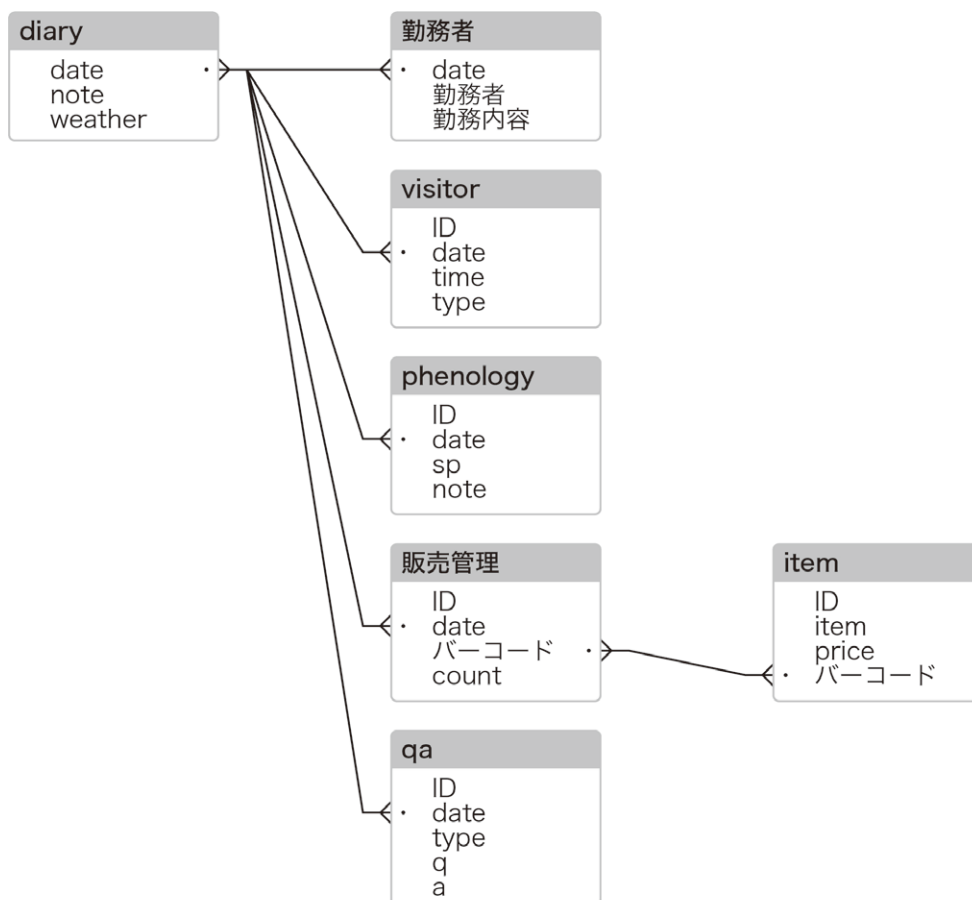 diary
date
note
weather
勤務者
date
勤務者
勤務内容
visitor
ID
date
time
type
phenology
ID
date
sp
note
販売管理
ID
date
バーコード
count
item
ID
item
price
バーコード
qa
ID
date
type
q
a